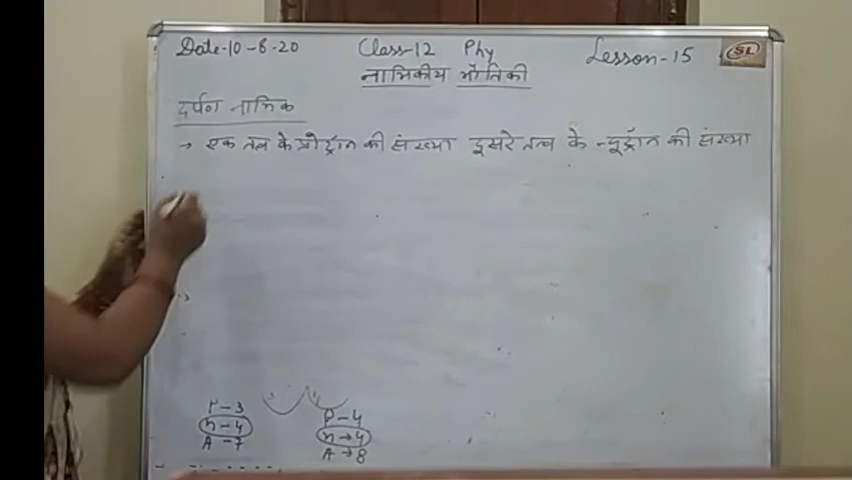 Date-10-8-20 Class-12 Phy Lesson-15 SL
नाभिकीय भौतिकी
दर्पण नाभिक
→ एक तत्व के प्रोट्रॉन की संख्या दूसरे तत्व के न्यूट्रॉन की संख्या
P-3
n-4
A-7
P-4
n→4
A→8